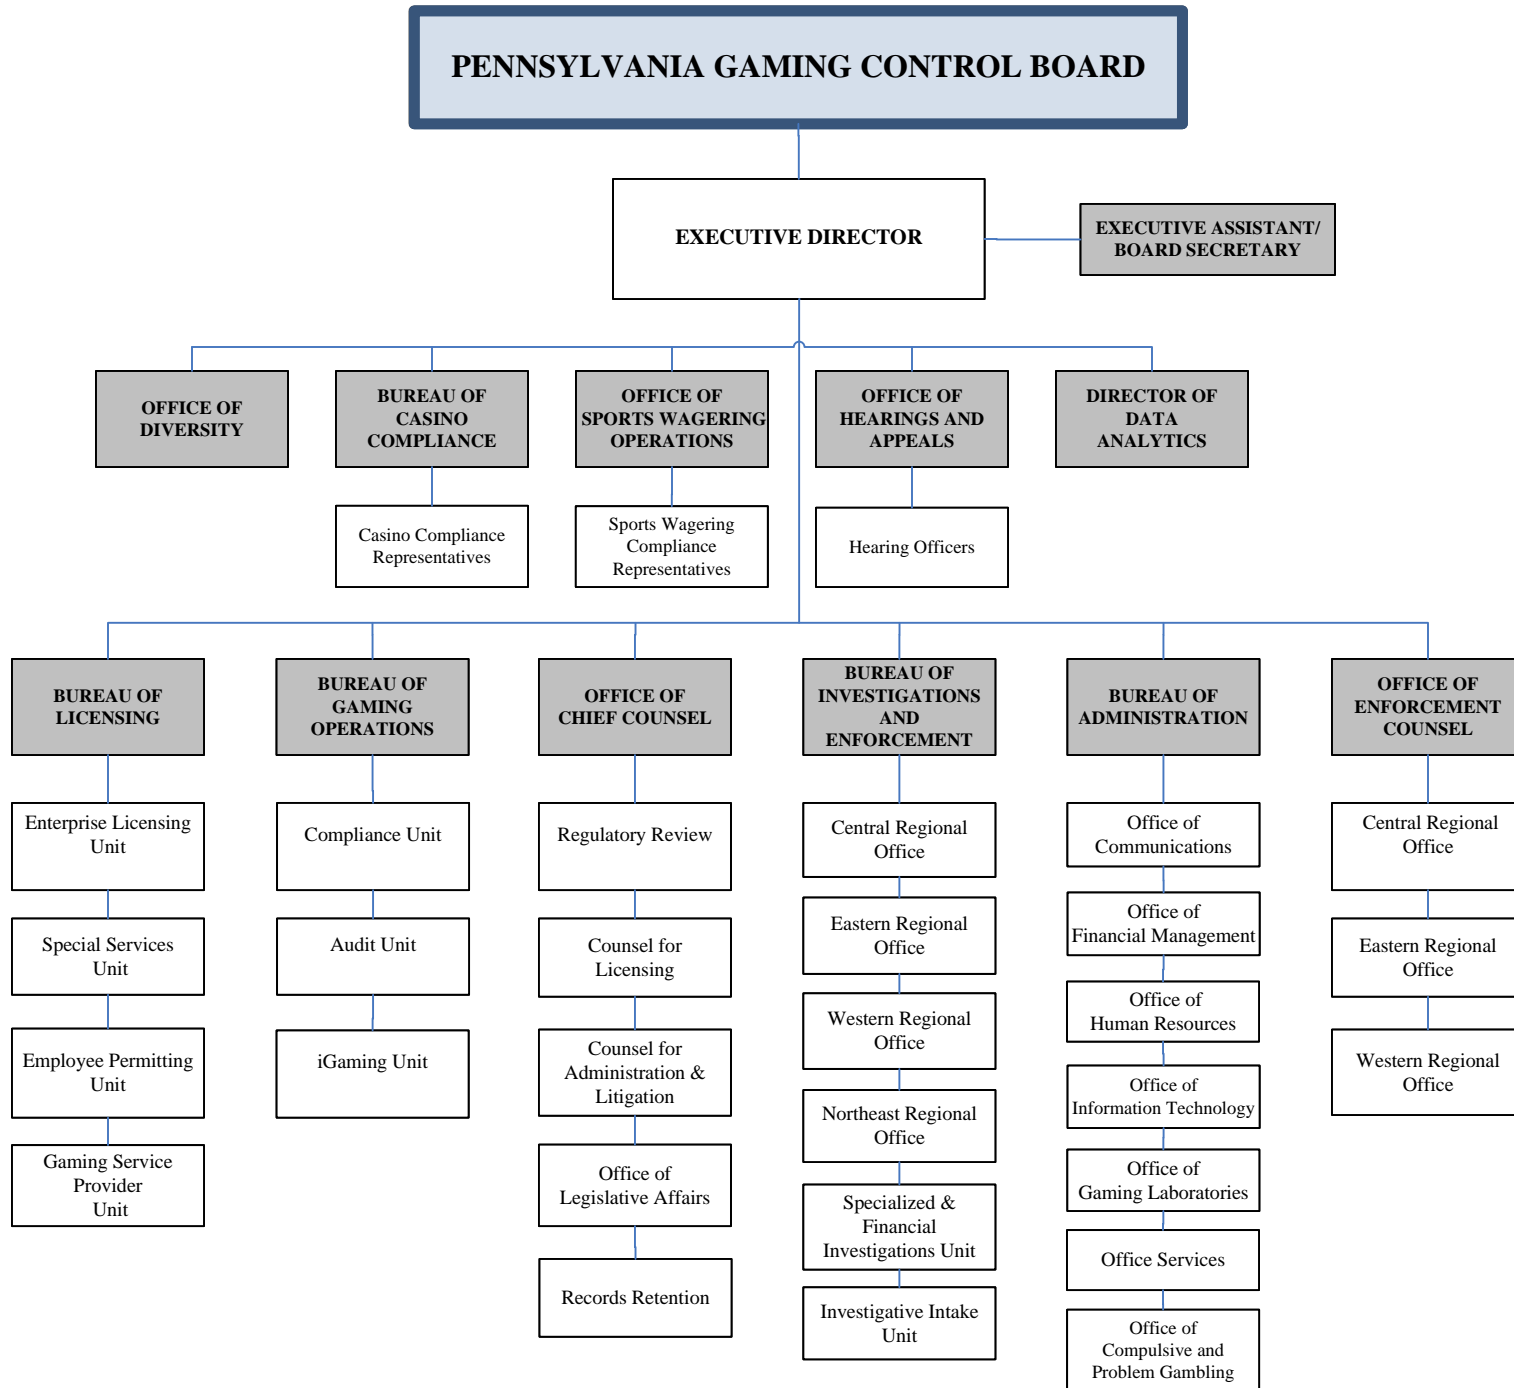 PENNSYLVANIA GAMING CONTROL BOARD
EXECUTIVE DIRECTOR
EXECUTIVE ASSISTANT/
BOARD SECRETARY
OFFICE OF
DIVERSITY
BUREAU OF
CASINO
COMPLIANCE
OFFICE OF
SPORTS WAGERING
OPERATIONS
OFFICE OF
HEARINGS AND
APPEALS
DIRECTOR OF
DATA
ANALYTICS
Casino Compliance
Representatives
Sports Wagering
Compliance
Representatives
Hearing Officers
BUREAU OF
LICENSING
BUREAU OF
GAMING
OPERATIONS
OFFICE OF
CHIEF COUNSEL
BUREAU OF
INVESTIGATIONS
AND
ENFORCEMENT
BUREAU OF
ADMINISTRATION
OFFICE OF
ENFORCEMENT
COUNSEL
Enterprise Licensing
Unit
Special Services
Unit
Employee Permitting
Unit
Gaming Service
Provider
Unit
Compliance Unit
Audit Unit
iGaming Unit
Regulatory Review
Counsel for
Licensing
Counsel for
Administration &
Litigation
Office of
Legislative Affairs
Records Retention
Central Regional
Office
Eastern Regional
Office
Western Regional
Office
Northeast Regional
Office
Specialized &
Financial
Investigations Unit
Investigative Intake
Unit
Office of
Communications
Office of
Financial Management
Office of
Human Resources
Office of
Information Technology
Office of
Gaming Laboratories
Office Services
Office of
Compulsive and
Problem Gambling
Central Regional
Office
Eastern Regional
Office
Western Regional
Office